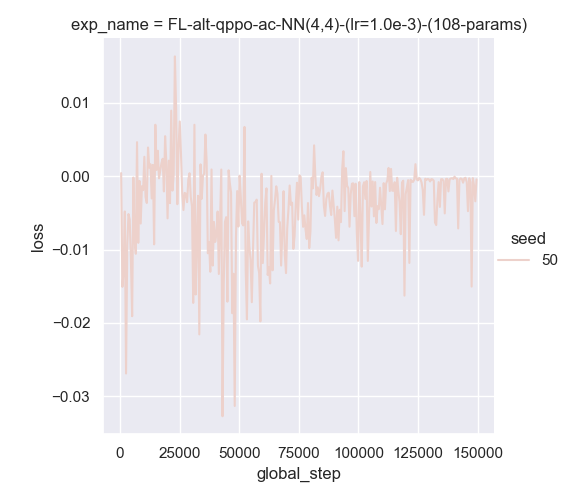 exp_name = FL-alt-qppo-ac-NN(4,4)-(lr=1.0e-3)-(108-params)
0.01
0.00
−0.01
−0.02
−0.03
loss
0 25000 50000 75000 100000 125000 150000
global_step
seed
50